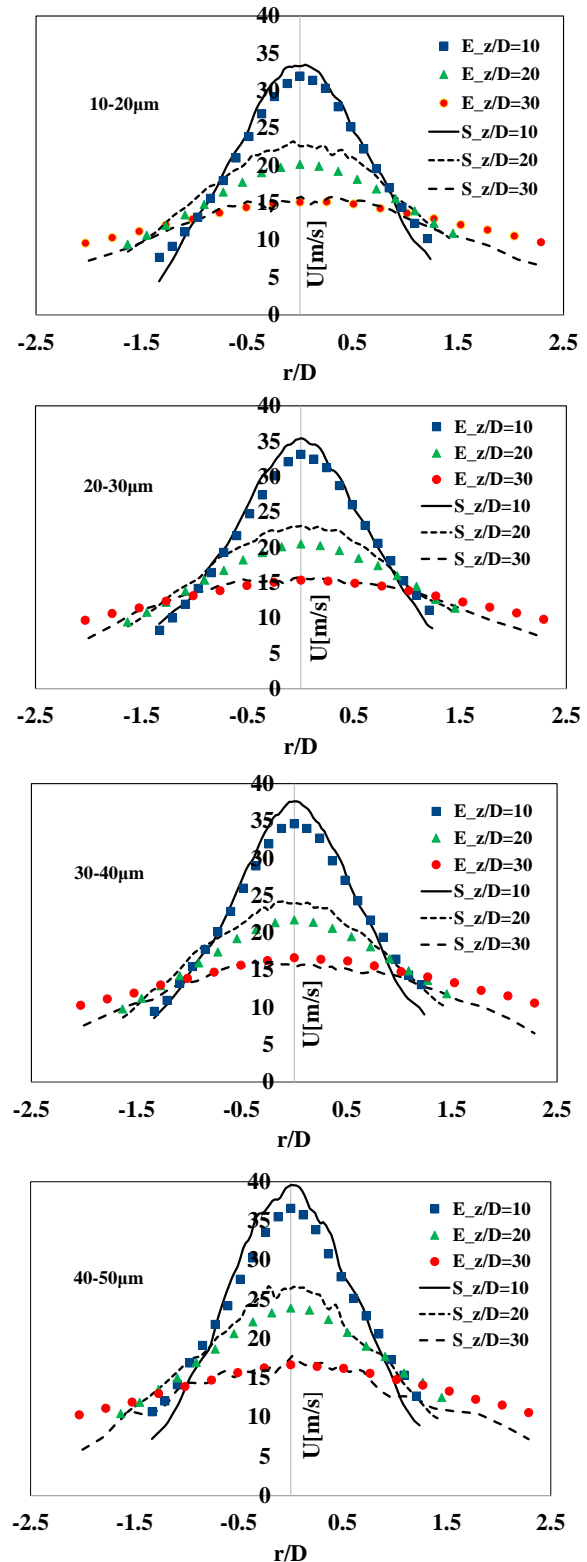 40
35
30
25
20
15
10
5
0
-2.5
-1.5
-0.5
0.5
1.5
2.5
U[m/s]
r/D
10-20µm
E_z/D=10
E_z/D=20
E_z/D=30
S_z/D=10
S_z/D=20
S_z/D=30
40
35
30
25
20
15
10
5
0
-2.5
-1.5
-0.5
0.5
1.5
2.5
U[m/s]
r/D
20-30µm
E_z/D=10
E_z/D=20
E_z/D=30
S_z/D=10
S_z/D=20
S_z/D=30
40
35
30
25
20
15
10
5
0
-2.5
-1.5
-0.5
0.5
1.5
2.5
U[m/s]
r/D
30-40µm
E_z/D=10
E_z/D=20
E_z/D=30
S_z/D=10
S_z/D=20
S_z/D=30
40
35
30
25
20
15
10
5
0
-2.5
-1.5
-0.5
0.5
1.5
2.5
U[m/s]
r/D
40-50µm
E_z/D=10
E_z/D=20
E_z/D=30
S_z/D=10
S_z/D=20
S_z/D=30